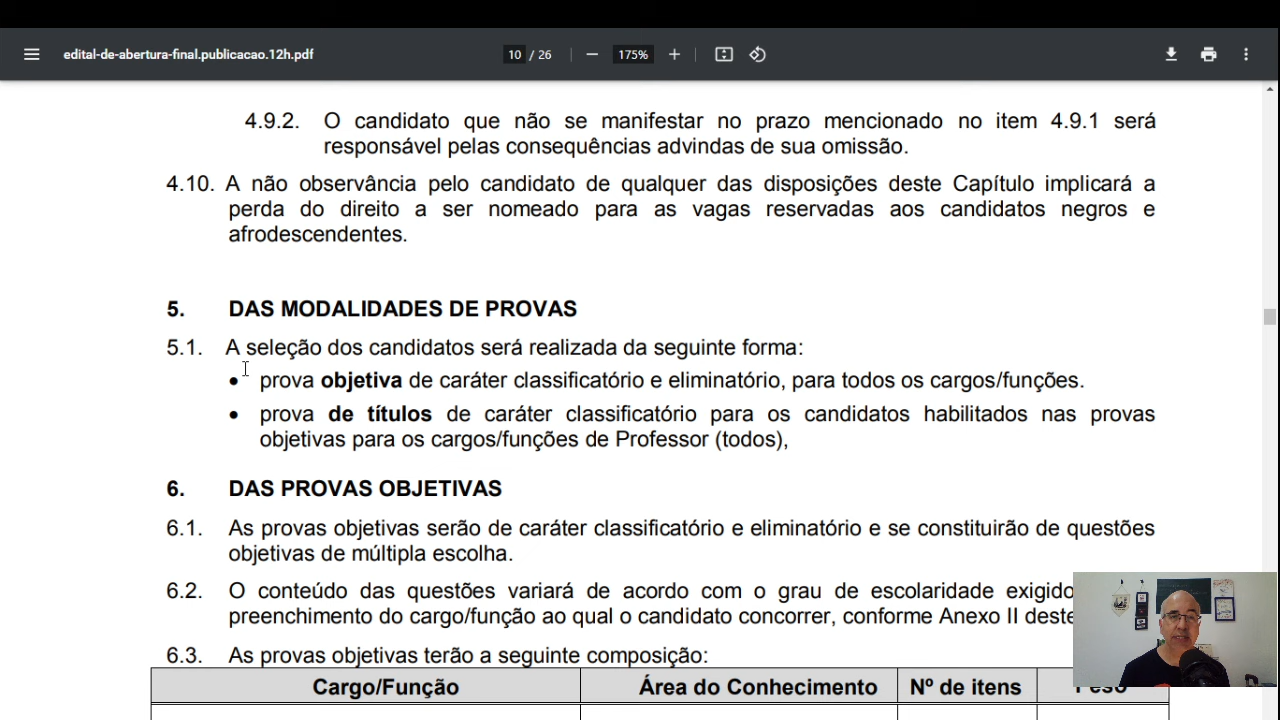 edital-de-abertura-final.publicacao.12h.pdf
10 / 26
175%
4.9.2. O candidato que não se manifestar no prazo mencionado no item 4.9.1 será
responsável pelas consequências advindas de sua omissão.
4.10. A não observância pelo candidato de qualquer das disposições deste Capítulo implicará a
perda do direito a ser nomeado para as vagas reservadas aos candidatos negros e
afrodescendentes.
5. DAS MODALIDADES DE PROVAS
5.1. A seleção dos candidatos será realizada da seguinte forma:
• prova objetiva de caráter classificatório e eliminatório, para todos os cargos/funções.
• prova de títulos de caráter classificatório para os candidatos habilitados nas provas
objetivas para os cargos/funções de Professor (todos),
6. DAS PROVAS OBJETIVAS
6.1. As provas objetivas serão de caráter classificatório e eliminatório e se constituirão de questões
objetivas de múltipla escolha.
6.2. O conteúdo das questões variará de acordo com o grau de escolaridade exigido
preenchimento do cargo/função ao qual o candidato concorrer, conforme Anexo II deste
6.3. As provas objetivas terão a seguinte composição:
Cargo/Função Área do Conhecimento Nº de itens Peso